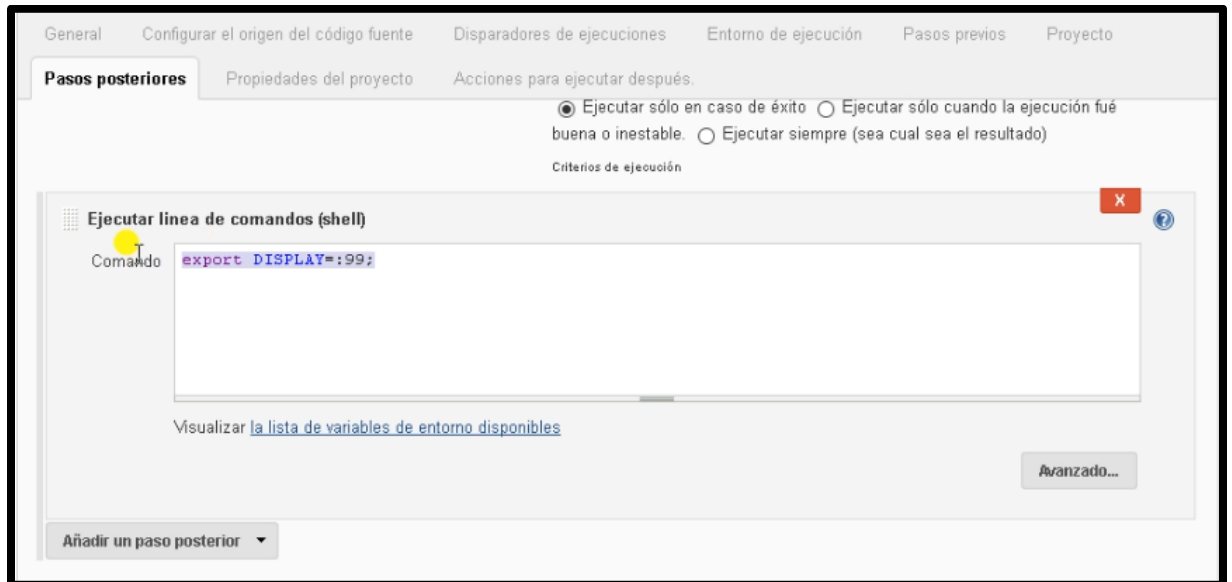 General Configurar el origen del código fuente Disparadores de ejecuciones Entorno de ejecución Pasos previos Proyecto
Pasos posteriores Propiedades del proyecto Acciones para ejecutar después.
Ejecutar sólo en caso de éxito Ejecutar sólo cuando la ejecución fué
buena o inestable. Ejecutar siempre (sea cual sea el resultado)
Criterios de ejecución
X
Ejecutar linea de comandos (shell)
Comando export DISPLAY=:99;
Visualizar la lista de variables de entorno disponibles
Avanzado...
Añadir un paso posterior